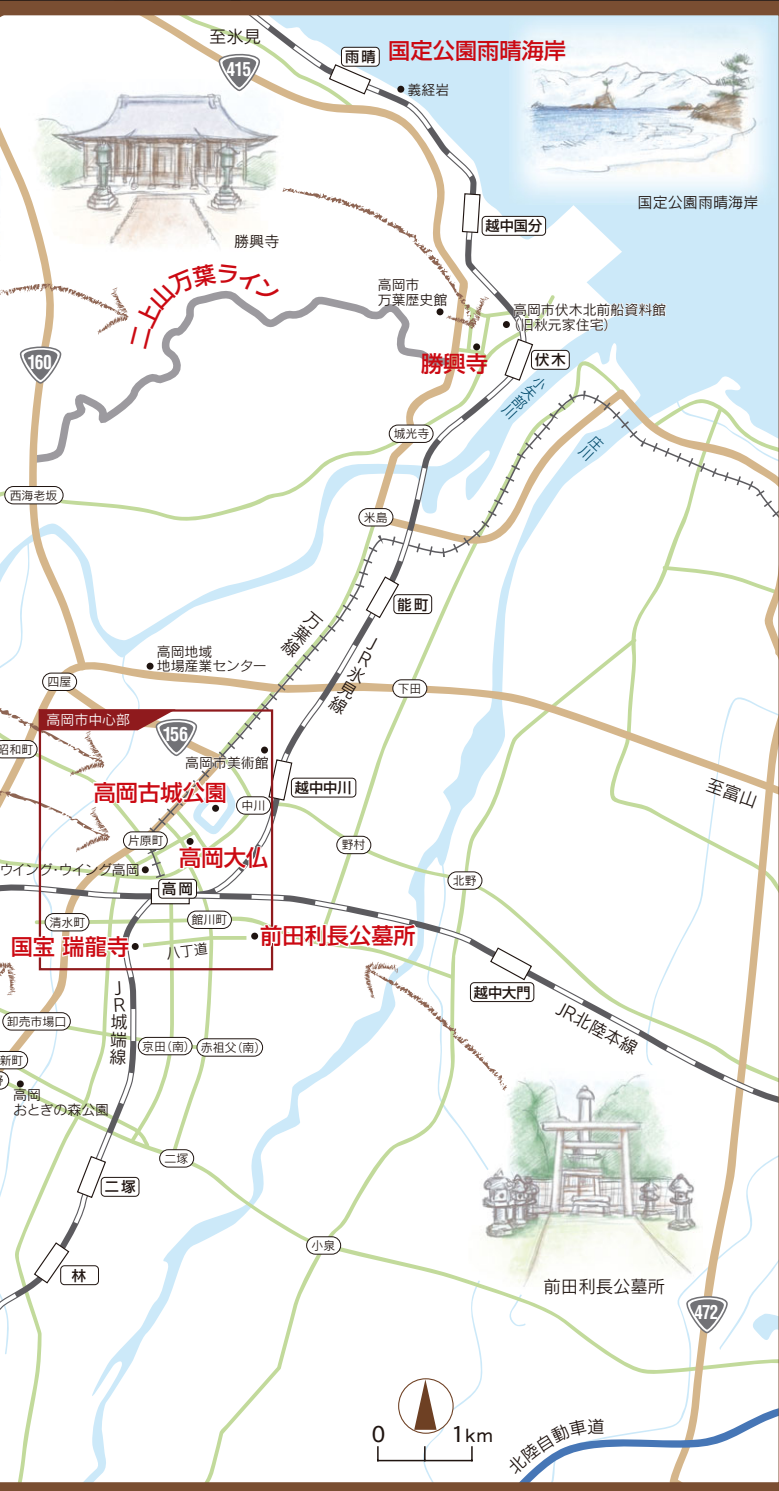 至氷見
415
雨晴
国定公園雨晴海岸
義経岩
国定公園雨晴海岸
勝興寺
越中国分
二上山万葉ライン
高岡市
万葉歴史館
高岡市伏木北前船資料館
(旧秋元家住宅)
勝興寺
伏木
160
小矢部川
庄川
城光寺
西海老坂
米島
能町
万葉線
JR氷見線
高岡地域
地場産業センター
四屋
下田
高岡市中心部
156
昭和町
高岡市美術館
越中中川
至富山
高岡古城公園
中川
片原町
高岡大仏
野村
ウイング・ウイング高岡
高岡
北野
清水町
館川町
国宝 瑞龍寺
八丁道
前田利長公墓所
越中大門
JR城端線
JR北陸本線
卸売市場口
京田(南)
赤祖父(南)
新町
野
高岡
おとぎの森公園
二塚
二塚
小泉
林
前田利長公墓所
472
0 1km
北陸自動車道